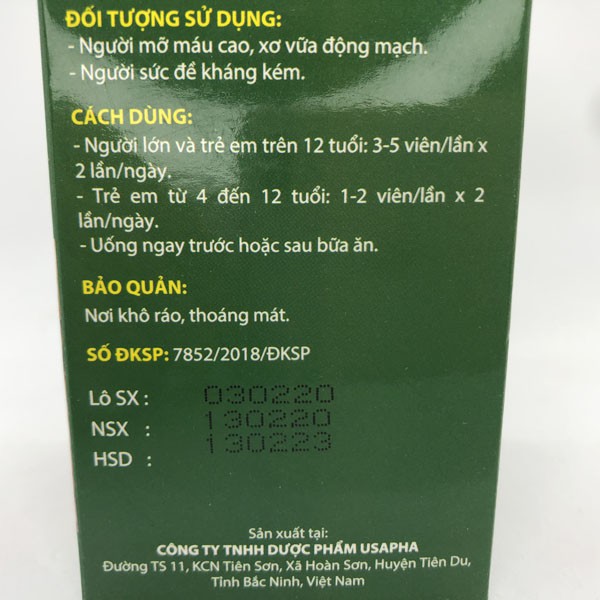 ĐỐI TƯỢNG SỬ DỤNG:
- Người mỡ máu cao, xơ vữa động mạch.
- Người sức đề kháng kém.
CÁCH DÙNG:
- Người lớn và trẻ em trên 12 tuổi: 3-5 viên/lần x
2 lần/ngày.
- Trẻ em từ 4 đến 12 tuổi: 1-2 viên/lần x 2
lần/ngày.
- Uống ngay trước hoặc sau bữa ăn.
BẢO QUẢN:
Nơi khô ráo, thoáng mát.
SỐ ĐKSP: 7852/2018/ĐKSP
Lô SX : 030220
NSX : 130220
HSD : 130223
Sản xuất tại:
CÔNG TY TNHH DƯỢC PHẨM USAPHA
Đường TS 11, KCN Tiên Sơn, Xã Hoàn Sơn, Huyện Tiên Du,
Tỉnh Bắc Ninh, Việt Nam